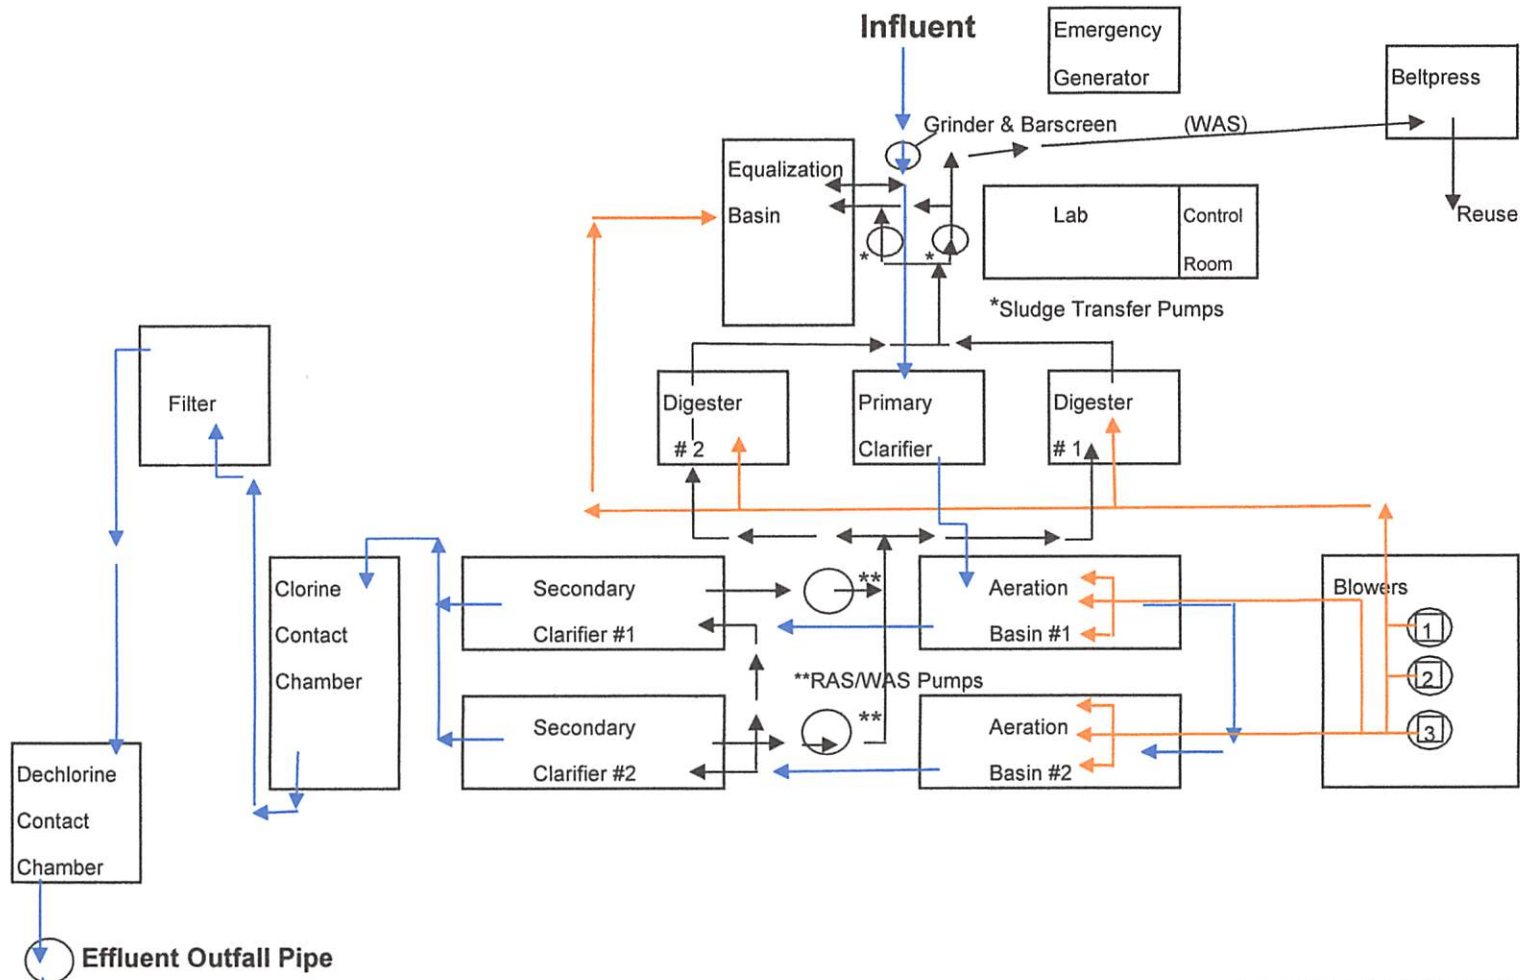 Influent
Emergency
Generator
Beltpress
Grinder & Barscreen
(WAS)
Equalization
Basin
Lab
Control
Room
Reuse
*
*
*Sludge Transfer Pumps
Filter
Digester
# 2
Primary
Clarifier
Digester
# 1
Clorine
Contact
Chamber
Secondary
Clarifier #1
**
Aeration
Basin #1
Blowers
1
2
3
**RAS/WAS Pumps
Secondary
Clarifier #2
**
Aeration
Basin #2
Dechlorine
Contact
Chamber
Effluent Outfall Pipe